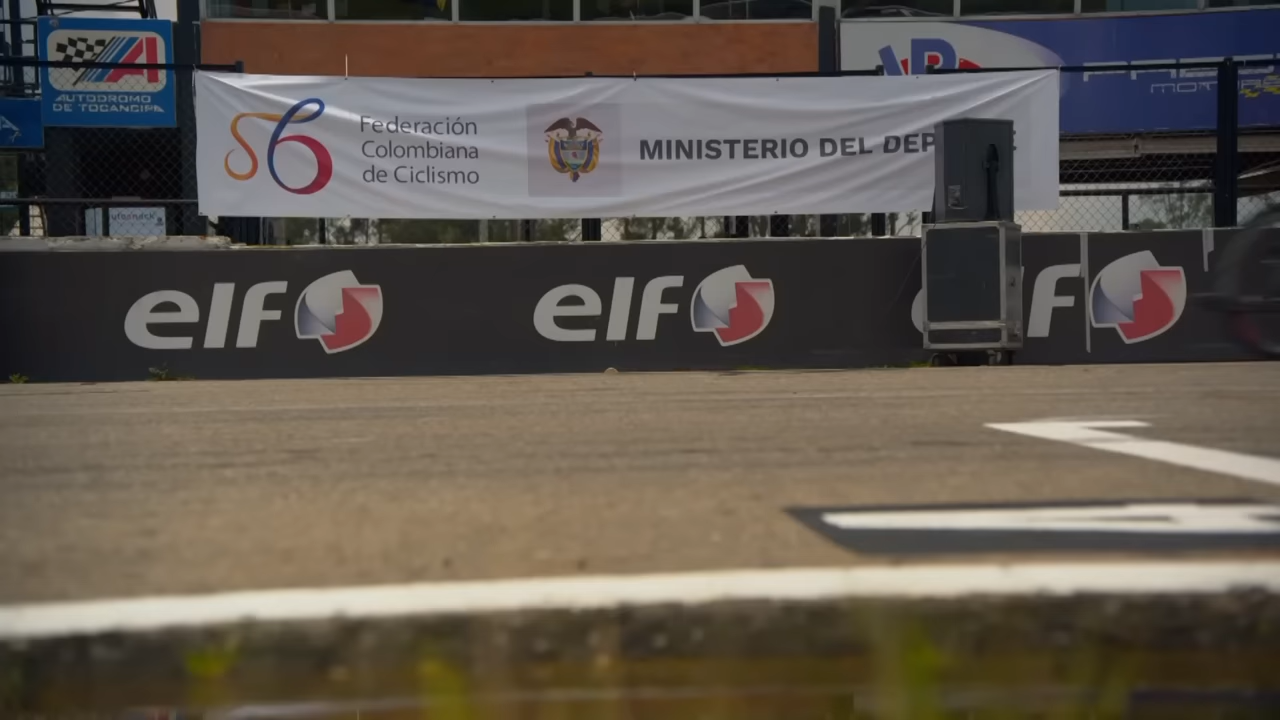 AUTODROMO
DE TOCANCIPA
Federación
Colombiana
de Ciclismo
MINISTERIO DEL DEP
elf
elf
elf